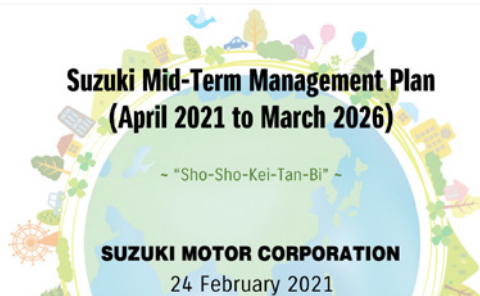 Suzuki Mid-Term Management Plan
(April 2021 to March 2026)
~ "Sho-Sho-Kei-Tan-Bi" ~
SUZUKI MOTOR CORPORATION
24 February 2021